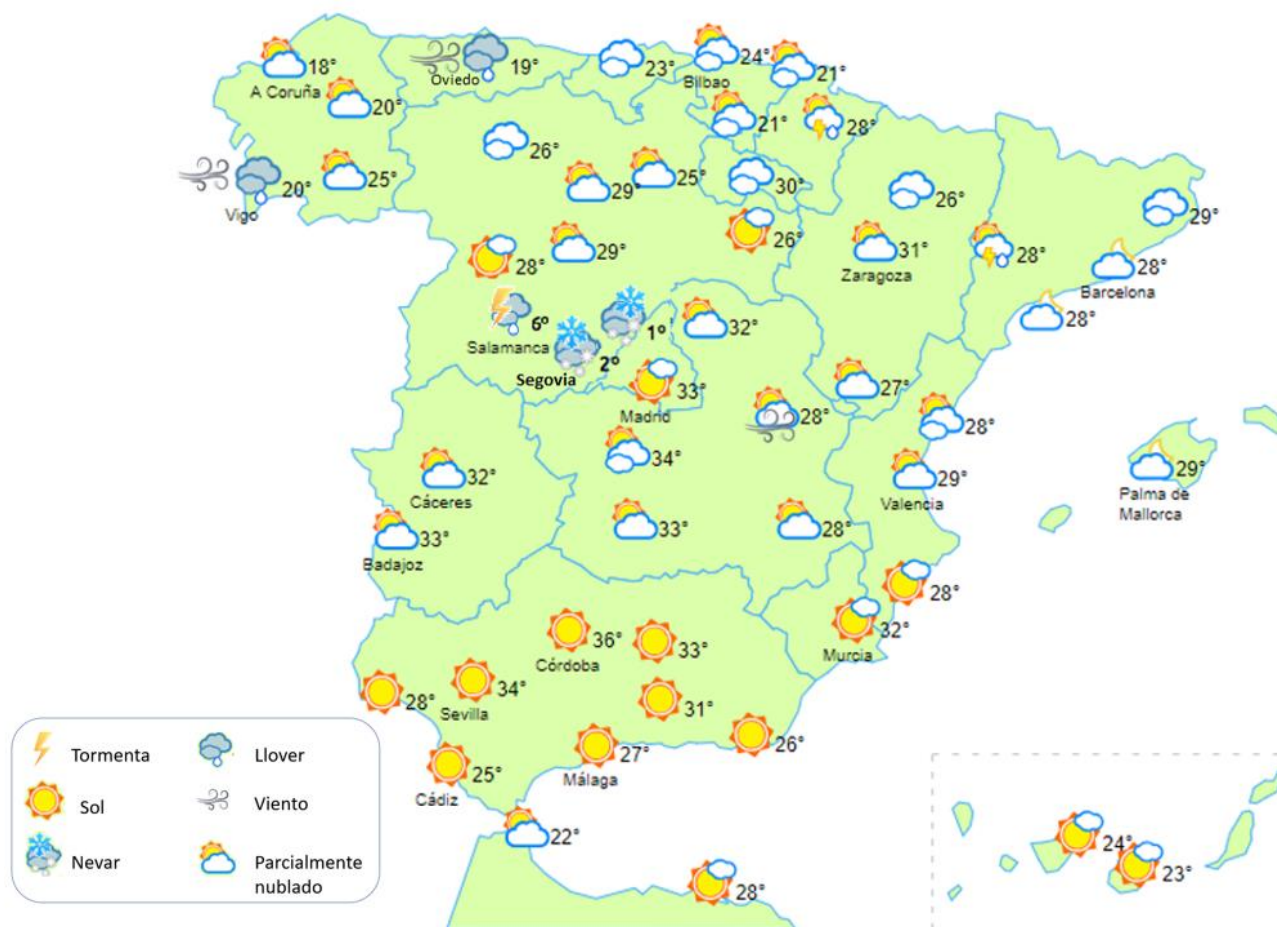 18°
A Coruña
20°
Oviedo
19°
23°
24°
Bilbao
21°
21°
28°
20°
Vigo
25°
26°
29°
25°
30°
26°
26°
29°
28°
29°
31°
Zaragoza
28°
28°
Barcelona
28°
6º
Salamanca
1º
2º
Segovia
32°
33°
Madrid
27°
28°
28°
34°
32°
Cáceres
33°
Badajoz
33°
28°
29°
Valencia
29°
Palma de
Mallorca
28°
32°
Murcia
36°
Córdoba
33°
28°
34°
Sevilla
31°
26°
27°
Málaga
25°
Cádiz
22°
28°
24°
23°
Tormenta
Llover
Sol
Viento
Nevar
Parcialmente
nublado